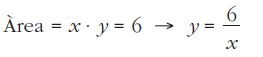 Àrea = x · y = 6 → y = 6/x